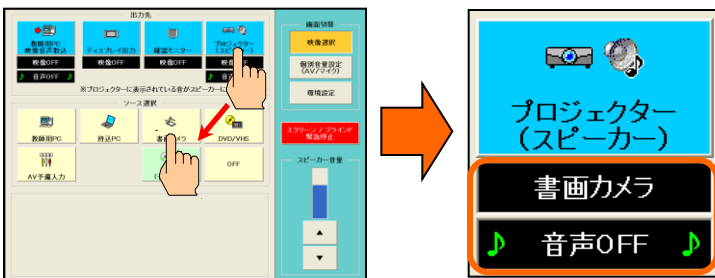 出力先
教師用PC
映像音声取込
映像OFF
♪ 音声OFF
ディスプレイ出力
映像OFF
確認モニター
映像OFF
プロジェクター
(スピーカー)
映像OFF
♪
※プロジェクターに表示されている音がスピーカーに
ソース選択
教師用PC
持込PC
書画カメラ
DVD/VHS
AV予備入力
OFF
画面切替
映像選択
個別音量設定
(AV/マイク)
環境設定
スクリーン/ブラインド
緊急停止
スピーカー音量
▲
▼
プロジェクター
(スピーカー)
書画カメラ
♪ 音声OFF ♪